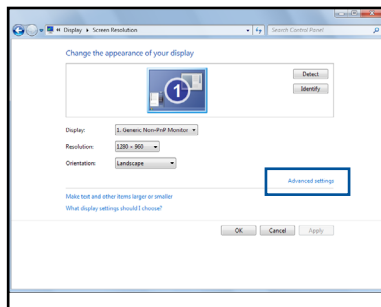 « Display ▸ Screen Resolution
Search Control Panel
Change the appearance of your display
1
Detect
Identify
Display: 1. Generic Non-PnP Monitor
Resolution: 1280 × 960
Orientation: Landscape
Advanced settings
Make text and other items larger or smaller
What display settings should I choose?
OK Cancel Apply